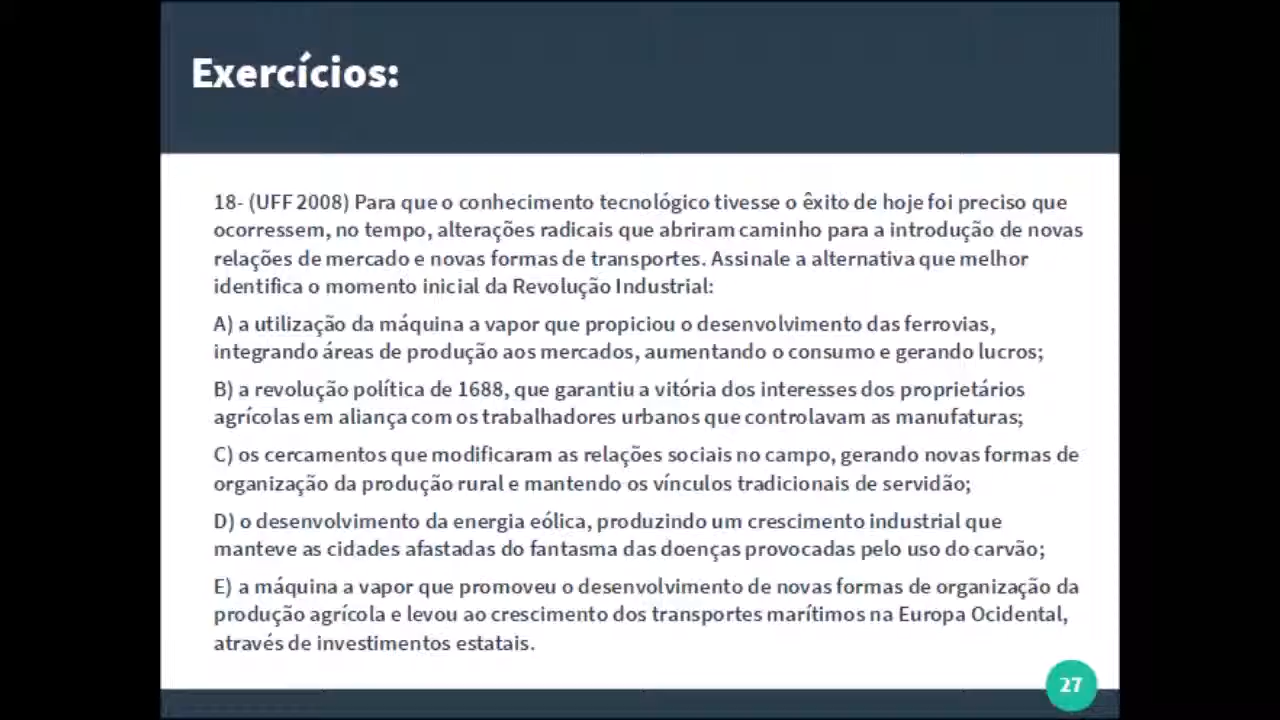 Exercícios:
18- (UFF 2008) Para que o conhecimento tecnológico tivesse o êxito de hoje foi preciso que
ocorressem, no tempo, alterações radicais que abriram caminho para a introdução de novas
relações de mercado e novas formas de transportes. Assinale a alternativa que melhor
identifica o momento inicial da Revolução Industrial:
A) a utilização da máquina a vapor que propiciou o desenvolvimento das ferrovias,
integrando áreas de produção aos mercados, aumentando o consumo e gerando lucros;
B) a revolução política de 1688, que garantiu a vitória dos interesses dos proprietários
agrícolas em aliança com os trabalhadores urbanos que controlavam as manufaturas;
C) os cercamentos que modificaram as relações sociais no campo, gerando novas formas de
organização da produção rural e mantendo os vínculos tradicionais de servidão;
D) o desenvolvimento da energia eólica, produzindo um crescimento industrial que
manteve as cidades afastadas do fantasma das doenças provocadas pelo uso do carvão;
E) a máquina a vapor que promoveu o desenvolvimento de novas formas de organização da
produção agrícola e levou ao crescimento dos transportes marítimos na Europa Ocidental,
através de investimentos estatais.
27